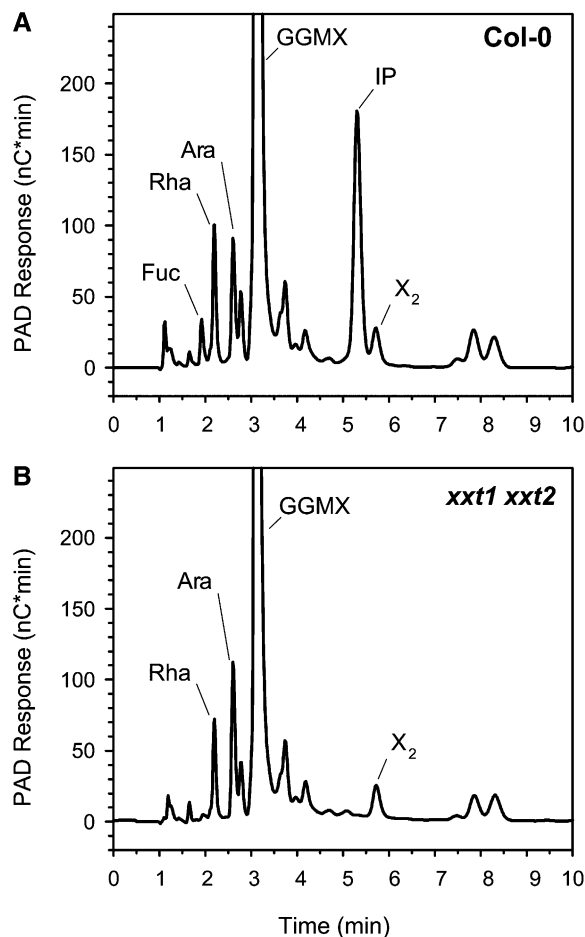 A
Col-0
GGMX
IP
Ara
Rha
Fuc
X₂
PAD Response (nC*min)
200
150
100
50
0
0 1 2 3 4 5 6 7 8 9 10
B
xxt1 xxt2
GGMX
Ara
Rha
X₂
PAD Response (nC*min)
200
150
100
50
0
0 1 2 3 4 5 6 7 8 9 10
Time (min)